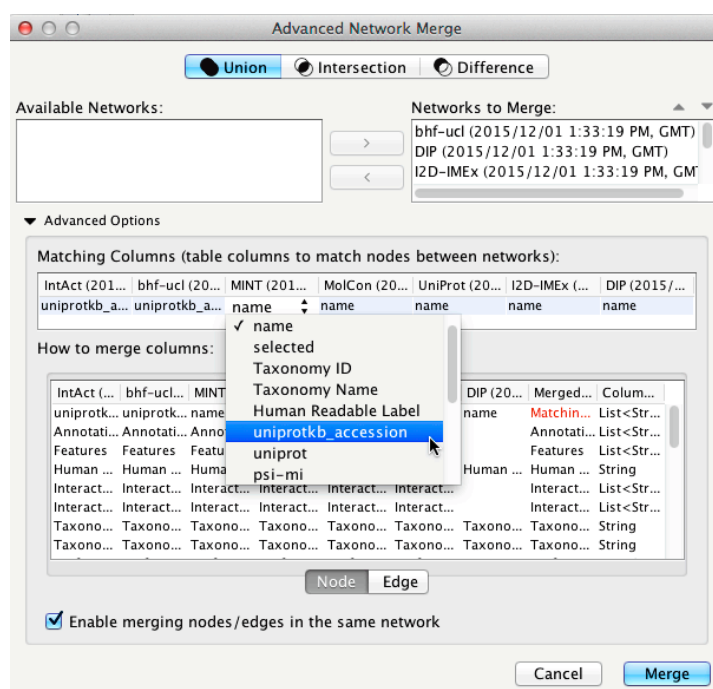 Advanced Network Merge
Union Intersection Difference
Available Networks: Networks to Merge:
> bhf-ucl (2015/12/01 1:33:19 PM, GMT)
DIP (2015/12/01 1:33:19 PM, GMT)
< I2D-IMEx (2015/12/01 1:33:19 PM, GM
Advanced Options
Matching Columns (table columns to match nodes between networks):
IntAct (201... bhf-ucl (20... MINT (201... MolCon (20... UniProt (20... I2D-IMEx (... DIP (2015/...
uniprotkb_a... uniprotkb_a... name name name name name
✓ name
selected
How to merge columns:
Taxonomy ID
Taxonomy Name
Human Readable Label
uniprotkb_accession
uniprot
psi-mi
IntAct (... bhf-ucl... MINT DIP (20... Merged... Colum...
uniprotk... uniprotk... name name Matchin... List<Str...
Annotati... Annotati... Anno Annotati... List<Str...
Features Features Featu Features List<Str...
Human ... Human ... Huma Human ... Human ... String
Interact... Interact... Interact... Interact... Interact... Interact... List<Str...
Interact... Interact... Interact... Interact... Interact... Interact... List<Str...
Taxono... Taxono... Taxono... Taxono... Taxono... Taxono... Taxono... Taxono... String
Taxono... Taxono... Taxono... Taxono... Taxono... Taxono... Taxono... Taxono... String
Node Edge
Enable merging nodes/edges in the same network
Cancel Merge